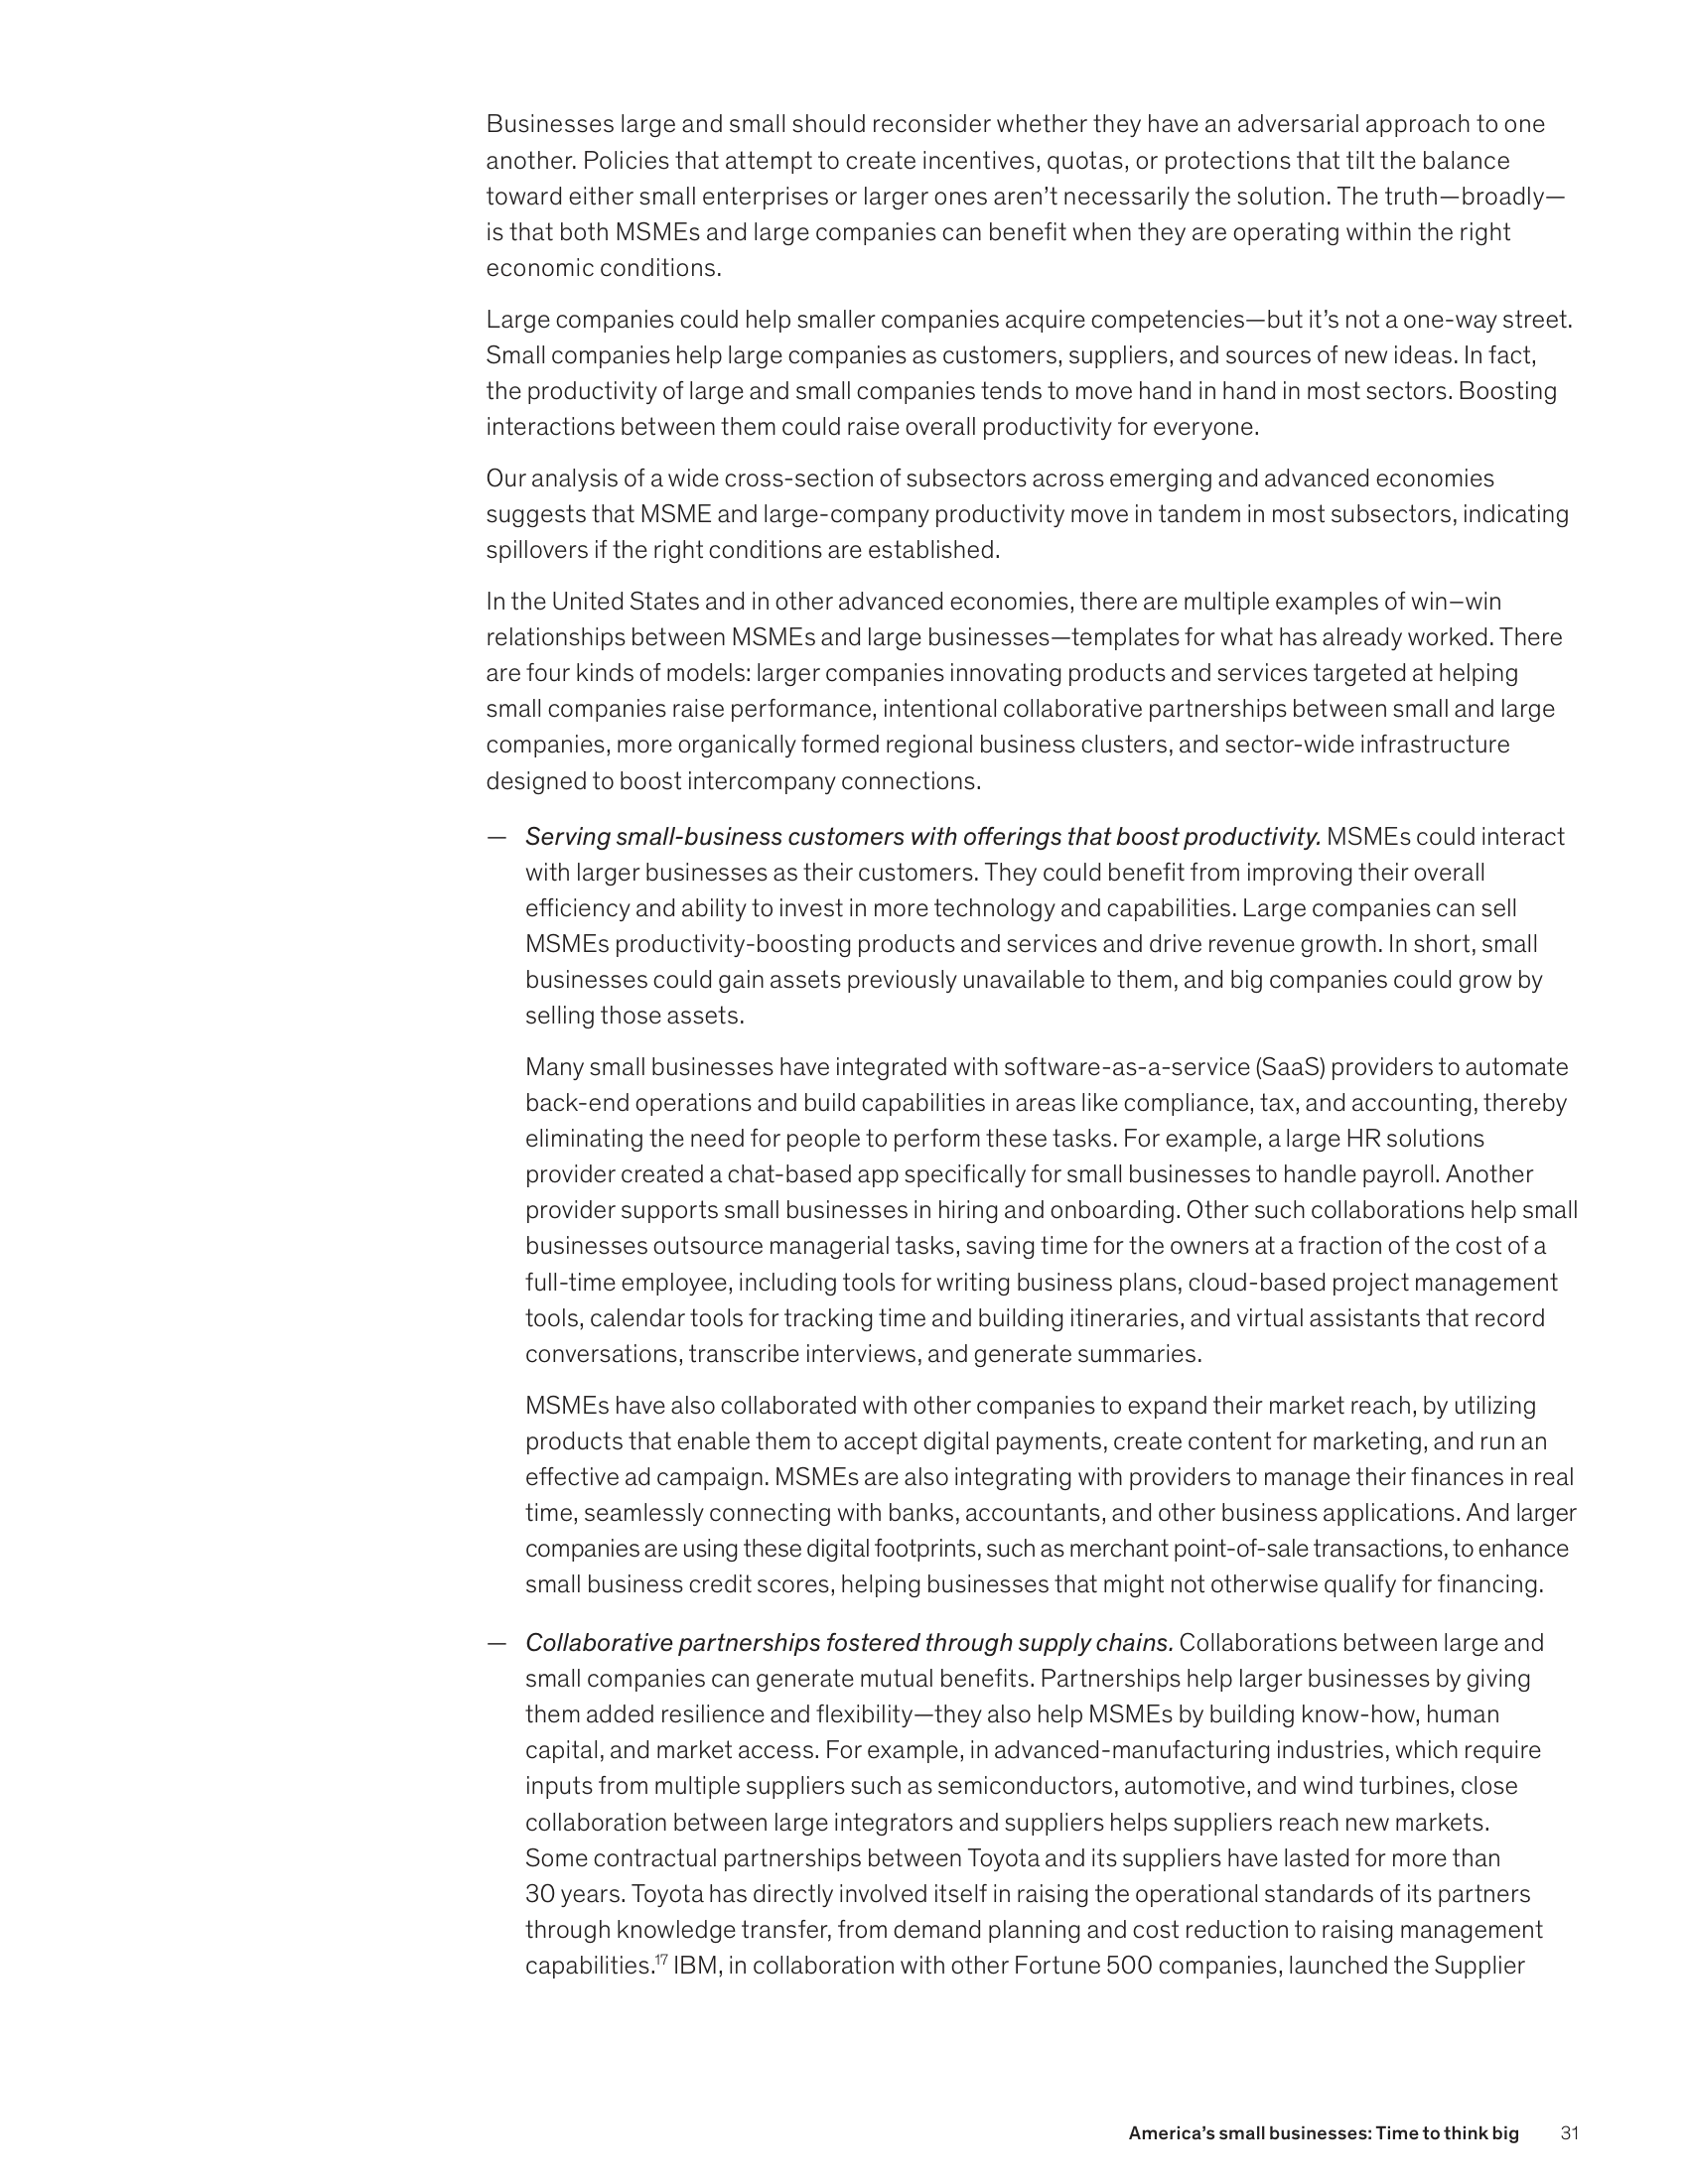 Businesses large and small should reconsider whether they have an adversarial approach to one
another. Policies that attempt to create incentives, quotas, or protections that tilt the balance
toward either small enterprises or larger ones aren’t necessarily the solution. The truth—broadly—
is that both MSMEs and large companies can benefit when they are operating within the right
economic conditions.
Large companies could help smaller companies acquire competencies—but it’s not a one-way street.
Small companies help large companies as customers, suppliers, and sources of new ideas. In fact,
the productivity of large and small companies tends to move hand in hand in most sectors. Boosting
interactions between them could raise overall productivity for everyone.
Our analysis of a wide cross-section of subsectors across emerging and advanced economies
suggests that MSME and large-company productivity move in tandem in most subsectors, indicating
spillovers if the right conditions are established.
In the United States and in other advanced economies, there are multiple examples of win–win
relationships between MSMEs and large businesses—templates for what has already worked. There
are four kinds of models: larger companies innovating products and services targeted at helping
small companies raise performance, intentional collaborative partnerships between small and large
companies, more organically formed regional business clusters, and sector-wide infrastructure
designed to boost intercompany connections.
— Serving small-business customers with offerings that boost productivity. MSMEs could interact
with larger businesses as their customers. They could benefit from improving their overall
efficiency and ability to invest in more technology and capabilities. Large companies can sell
MSMEs productivity-boosting products and services and drive revenue growth. In short, small
businesses could gain assets previously unavailable to them, and big companies could grow by
selling those assets.
Many small businesses have integrated with software-as-a-service (SaaS) providers to automate
back-end operations and build capabilities in areas like compliance, tax, and accounting, thereby
eliminating the need for people to perform these tasks. For example, a large HR solutions
provider created a chat-based app specifically for small businesses to handle payroll. Another
provider supports small businesses in hiring and onboarding. Other such collaborations help small
businesses outsource managerial tasks, saving time for the owners at a fraction of the cost of a
full-time employee, including tools for writing business plans, cloud-based project management
tools, calendar tools for tracking time and building itineraries, and virtual assistants that record
conversations, transcribe interviews, and generate summaries.
MSMEs have also collaborated with other companies to expand their market reach, by utilizing
products that enable them to accept digital payments, create content for marketing, and run an
effective ad campaign. MSMEs are also integrating with providers to manage their finances in real
time, seamlessly connecting with banks, accountants, and other business applications. And larger
companies are using these digital footprints, such as merchant point-of-sale transactions, to enhance
small business credit scores, helping businesses that might not otherwise qualify for financing.
— Collaborative partnerships fostered through supply chains. Collaborations between large and
small companies can generate mutual benefits. Partnerships help larger businesses by giving
them added resilience and flexibility—they also help MSMEs by building know-how, human
capital, and market access. For example, in advanced-manufacturing industries, which require
inputs from multiple suppliers such as semiconductors, automotive, and wind turbines, close
collaboration between large integrators and suppliers helps suppliers reach new markets.
Some contractual partnerships between Toyota and its suppliers have lasted for more than
30 years. Toyota has directly involved itself in raising the operational standards of its partners
through knowledge transfer, from demand planning and cost reduction to raising management
capabilities.17 IBM, in collaboration with other Fortune 500 companies, launched the Supplier
America’s small businesses: Time to think big 31